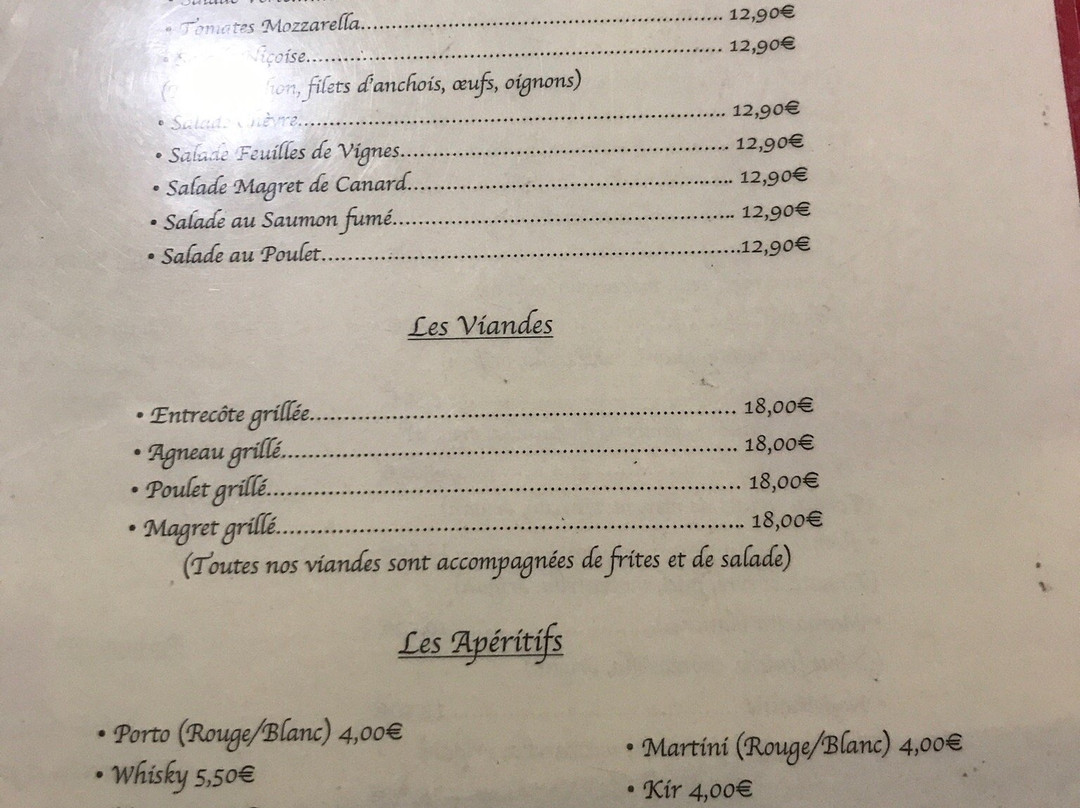 • Tomates Mozzarella.......... 12,90€
• içoise.......... 12,90€
filets d'anchois, œufs, oignons)
• Salade Chèvre.......... 12,90€
• Salade Feuilles de Vignes.......... 12,90€
• Salade Magret de Canard.......... 12,90€
• Salade au Saumon fumé.......... 12,90€
• Salade au Poulet..........12,90€
Les Viandes
• Entrecôte grillée.......... 18,00€
• Agneau grillé.......... 18,00€
• Poulet grillé.......... 18,00€
• Magret grillé.......... 18,00€
(Toutes nos viandes sont accompagnées de frites et de salade)
Les Apéritifs
• Porto (Rouge/Blanc) 4,00€
• Whisky 5,50€
• Martini (Rouge/Blanc) 4,00€
• Kir 4,00€